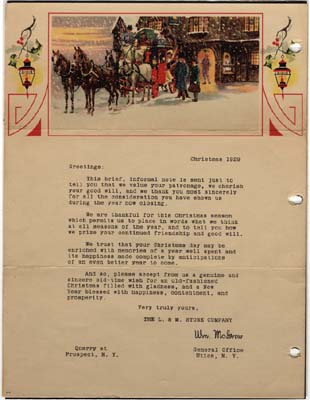 Christmas 1929
Greetings:
This brief, informal note is sent just to
tell you that we value your patronage, we cherish
your good will, and we thank you most sincerely
for all the consideration you have shown us
during the year now closing.
We are thankful for this Christmas season
which permits us to place in words what we think
at all seasons of the year, and to tell you how
we prize your continued friendship and good will.
We trust that your Christmas day may be
enriched with memories of a year well spent and
its happiness made complete by anticipations
of an even better year to come.
And so, please accept from us a genuine and
sincere old-time wish for an old-fashioned
Christmas filled with gladness, and a New
Year blessed with happiness, contentment, and
prosperity.
Very truly yours,
THE L. & M. STONE COMPANY
Wm.
Quarry at
Prospect, N. Y.
General Office
Utica, N. Y.